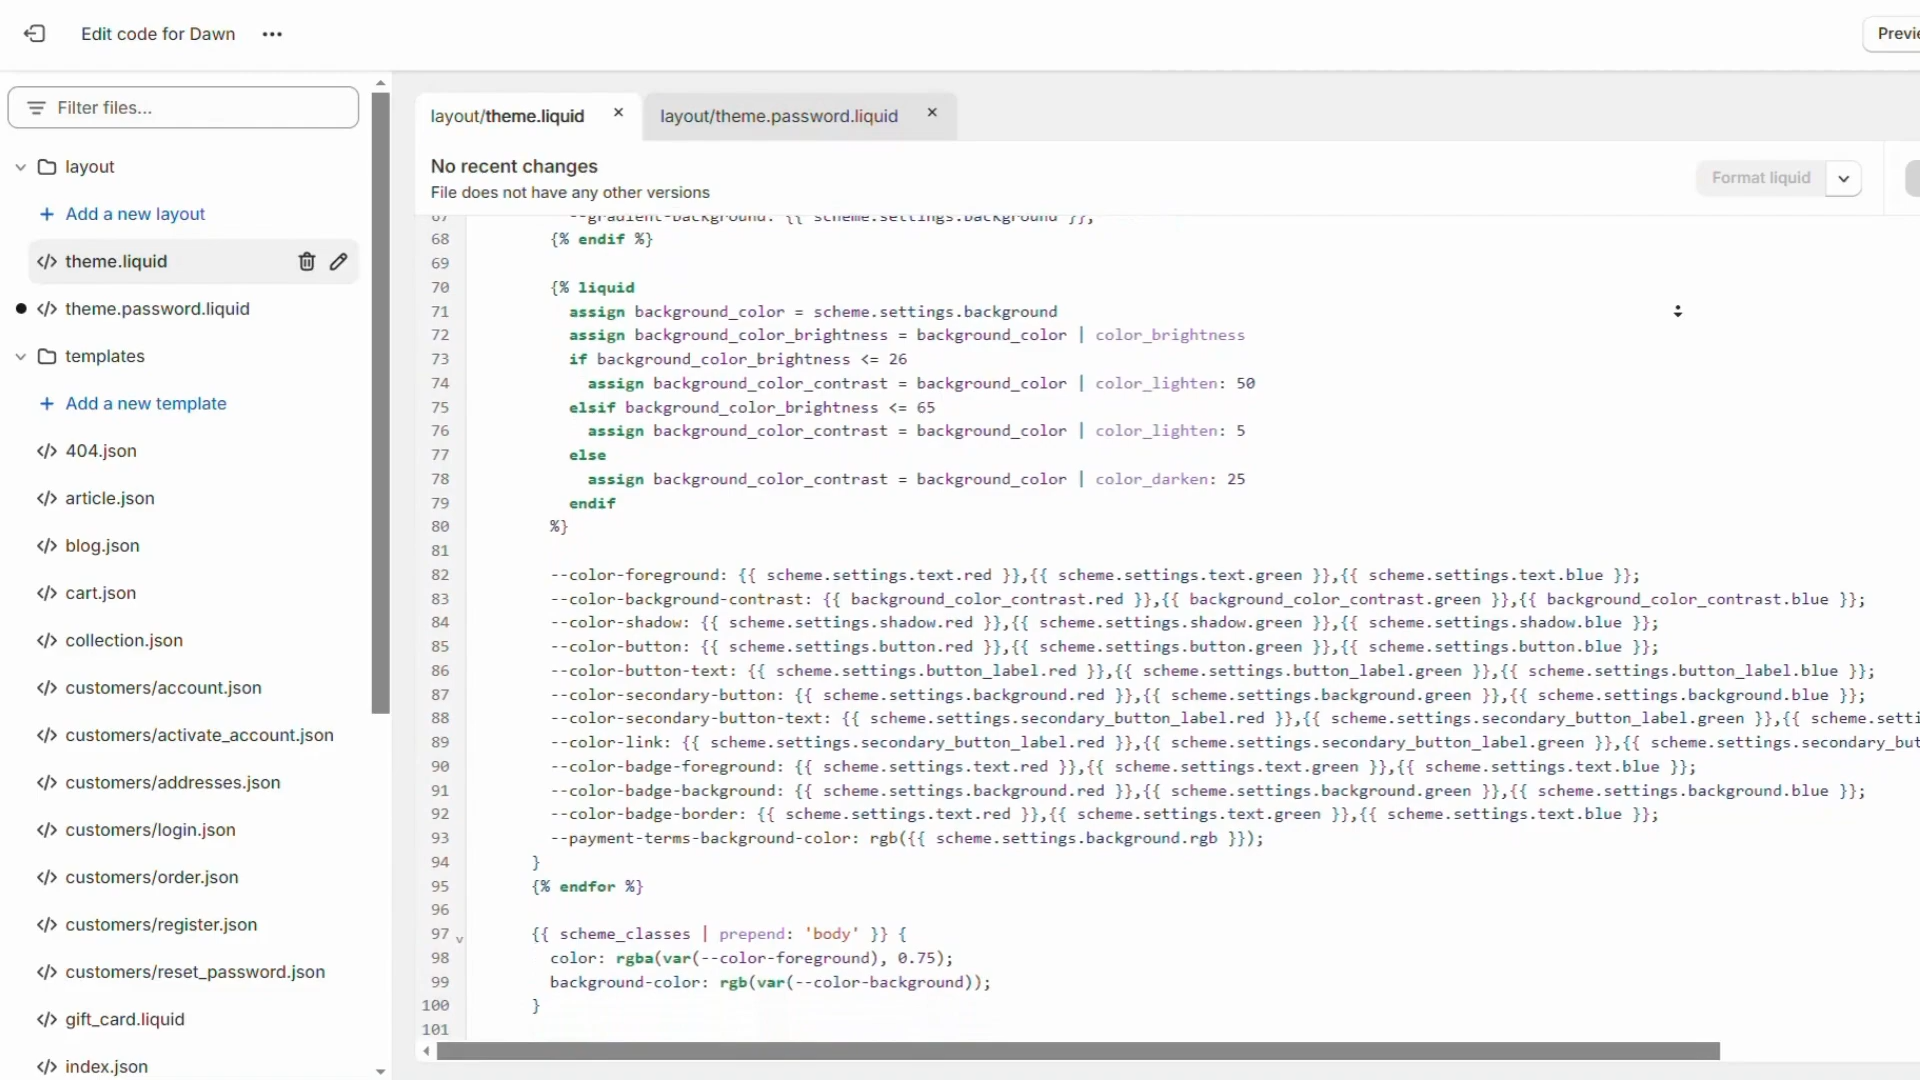 Edit code for Dawn
Previe
Filter files...
layout
Add a new layout
theme.liquid
theme.password.liquid
templates
Add a new template
404.json
article.json
blog.json
cart.json
collection.json
customers/account.json
customers/activate_account.json
customers/addresses.json
customers/login.json
customers/order.json
customers/register.json
customers/reset_password.json
gift_card.liquid
index.json
layout/theme.liquid
layout/theme.password.liquid
No recent changes
File does not have any other versions
Format liquid
67 --gradient-background: {{ scheme.settings.background }};
68 {% endif %}
69
70 {% liquid
71 assign background_color = scheme.settings.background
72 assign background_color_brightness = background_color | color_brightness
73 if background_color_brightness <= 26
74 assign background_color_contrast = background_color | color_lighten: 50
75 elsif background_color_brightness <= 65
76 assign background_color_contrast = background_color | color_lighten: 5
77 else
78 assign background_color_contrast = background_color | color_darken: 25
79 endif
80 %}
81
82 --color-foreground: {{ scheme.settings.text.red }},{{ scheme.settings.text.green }},{{ scheme.settings.text.blue }};
83 --color-background-contrast: {{ background_color_contrast.red }},{{ background_color_contrast.green }},{{ background_color_contrast.blue }};
84 --color-shadow: {{ scheme.settings.shadow.red }},{{ scheme.settings.shadow.green }},{{ scheme.settings.shadow.blue }};
85 --color-button: {{ scheme.settings.button.red }},{{ scheme.settings.button.green }},{{ scheme.settings.button.blue }};
86 --color-button-text: {{ scheme.settings.button_label.red }},{{ scheme.settings.button_label.green }},{{ scheme.settings.button_label.blue }};
87 --color-secondary-button: {{ scheme.settings.background.red }},{{ scheme.settings.background.green }},{{ scheme.settings.background.blue }};
88 --color-secondary-button-text: {{ scheme.settings.secondary_button_label.red }},{{ scheme.settings.secondary_button_label.green }},{{ scheme.setti
89 --color-link: {{ scheme.settings.secondary_button_label.red }},{{ scheme.settings.secondary_button_label.green }},{{ scheme.settings.secondary_but
90 --color-badge-foreground: {{ scheme.settings.text.red }},{{ scheme.settings.text.green }},{{ scheme.settings.text.blue }};
91 --color-badge-background: {{ scheme.settings.background.red }},{{ scheme.settings.background.green }},{{ scheme.settings.background.blue }};
92 --color-badge-border: {{ scheme.settings.text.red }},{{ scheme.settings.text.green }},{{ scheme.settings.text.blue }};
93 --payment-terms-background-color: rgb({{ scheme.settings.background.rgb }});
94 }
95 {% endfor %}
96
97 {{ scheme_classes | prepend: 'body' }} {
98 color: rgba(var(--color-foreground), 0.75);
99 background-color: rgb(var(--color-background));
100 }
101